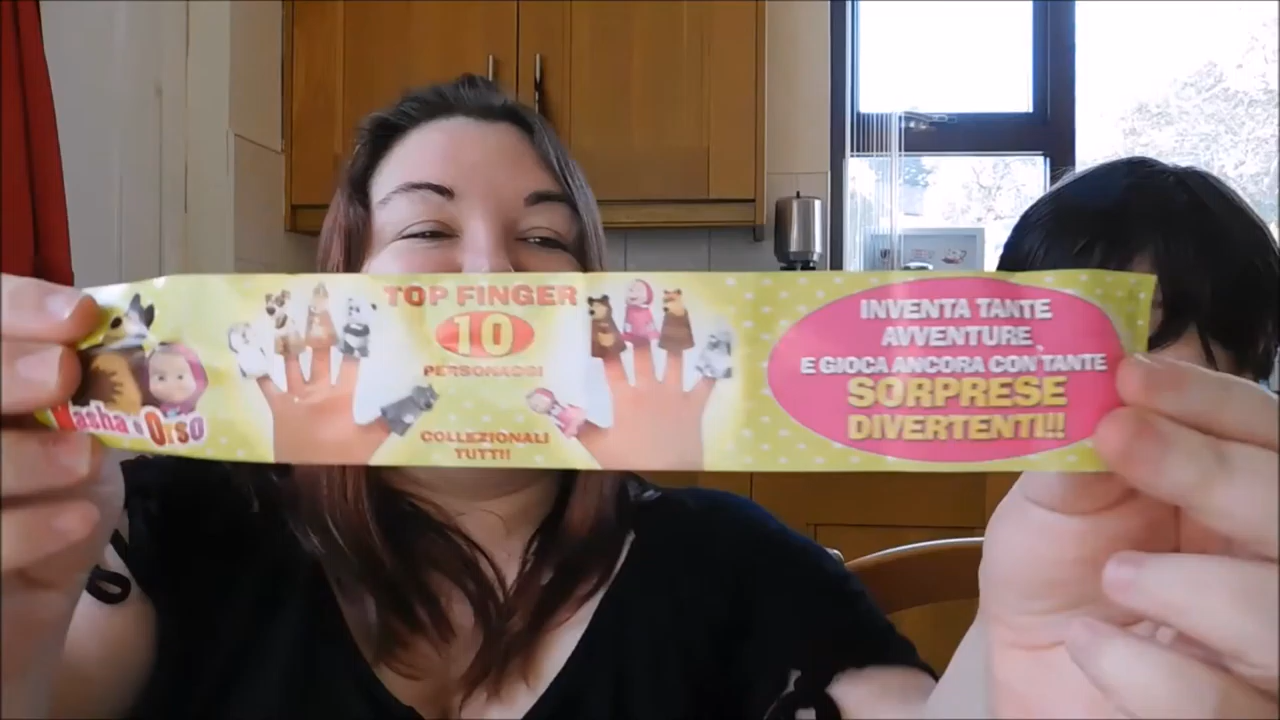 Masha e Orso
TOP FINGER
10
PERSONAGGI
COLLEZIONALI
TUTTI!
INVENTA TANTE
AVVENTURE
E GIOCA ANCORA CON TANTE
SORPRESE
DIVERTENTI!!